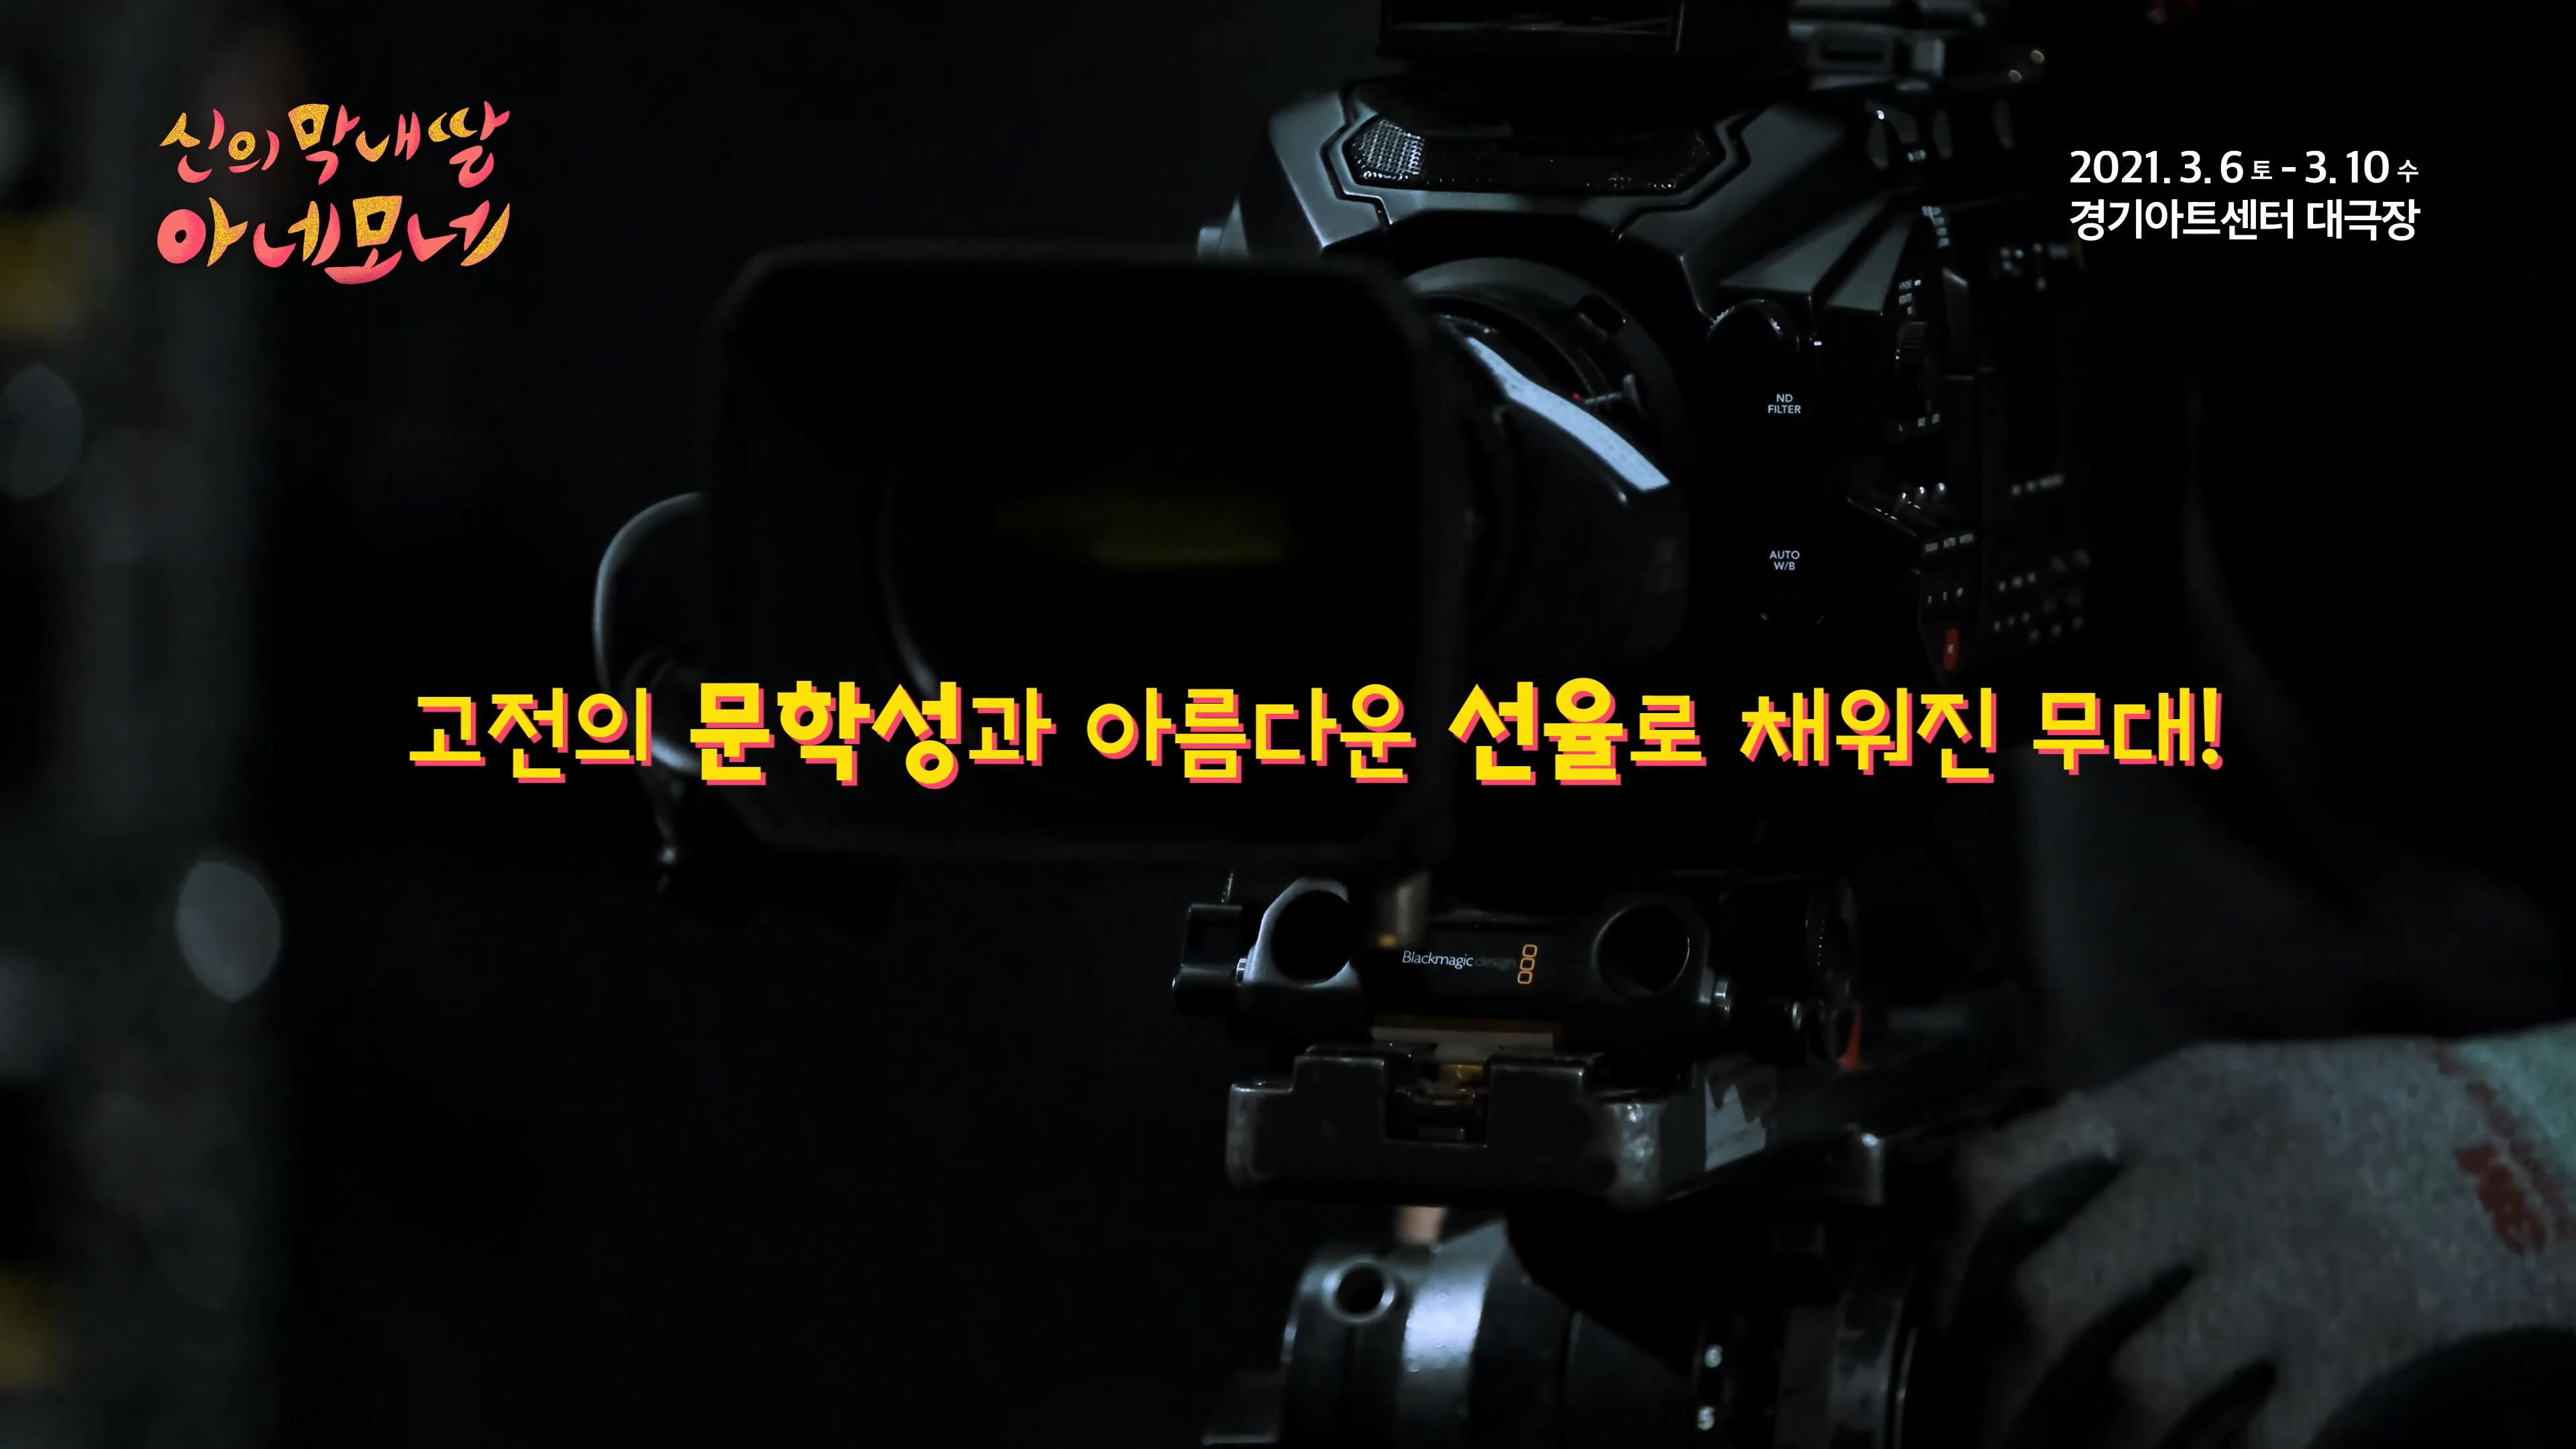 신의 막내딸
아네모네
2021. 3. 6 토 - 3. 10 수
경기아트센터 대극장
ND
FILTER
AUTO
W/B
고전의 문학성과 아름다운 선율로 채워진 무대!
Blackmagic design